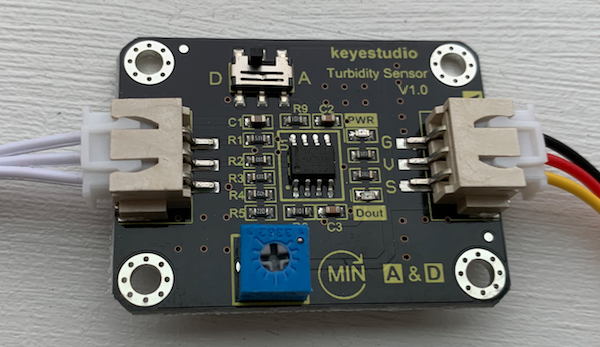 keyestudio
Turbidity Sensor
V1.0
D A
R9 C2
C1 PWR
R1 G
R2 V
R3 S
R4
R5 Dout
C3
MIN A & D